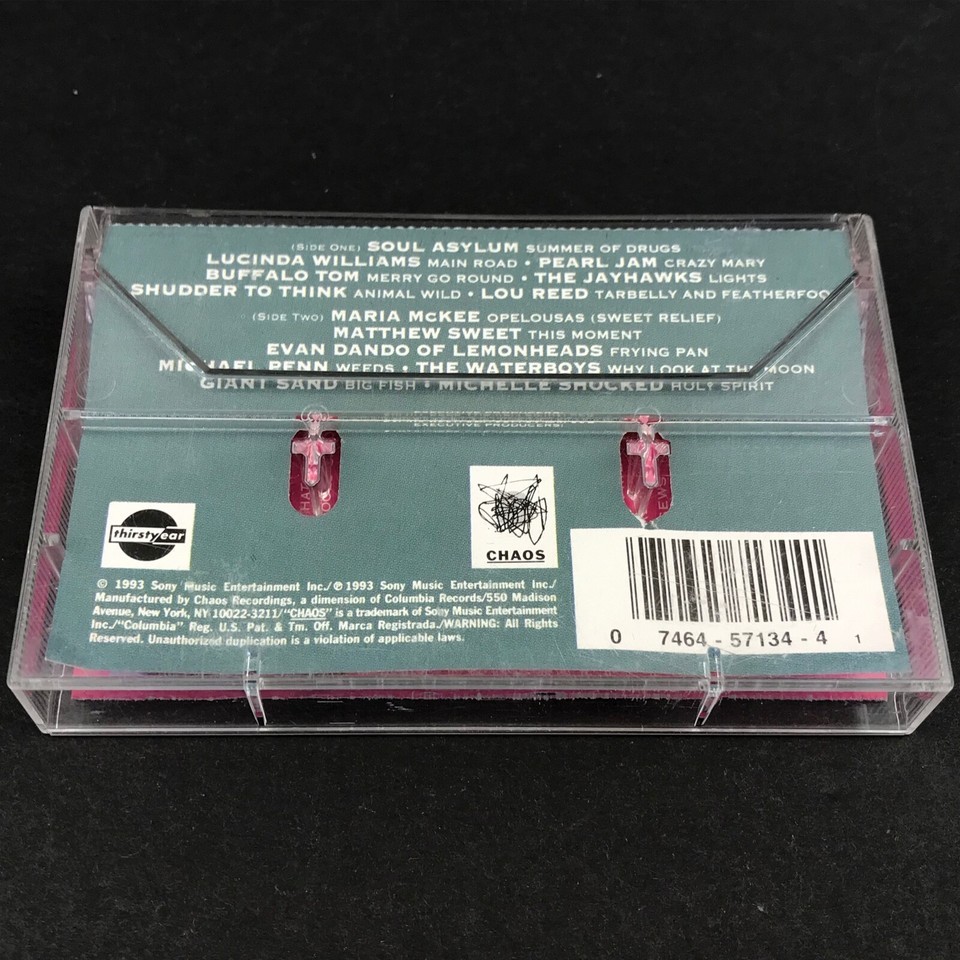 (SIDE ONE) SOUL ASYLUM SUMMER OF DRUGS
LUCINDA WILLIAMS MAIN ROAD • PEARL JAM CRAZY MARY
BUFFALO TOM MERRY GO ROUND • THE JAYHAWKS LIGHTS
SHUDDER TO THINK ANIMAL WILD • LOU REED TARBELLY AND FEATHERFOO
(SIDE TWO) MARIA MCKEE OPELOUSAS (SWEET RELIEF)
MATTHEW SWEET THIS MOMENT
EVAN DANDO OF LEMONHEADS FRYING PAN
MICHAEL PENN WEEDS • THE WATERBOYS WHY LOOK AT THE MOON
GIANT SAND BIG FISH • MICHELLE SHOCKED HOLY SPIRIT
EXECUTIVE PRODUCERS:
thirsty ear
CHAOS
© 1993 Sony Music Entertainment Inc./℗ 1993 Sony Music Entertainment Inc./
Manufactured by Chaos Recordings, a dimension of Columbia Records/550 Madison
Avenue, New York, NY 10022-3211/"CHAOS" is a trademark of Sony Music Entertainment
Inc./"Columbia" Reg. U.S. Pat. & Tm. Off. Marca Registrada./WARNING: All Rights
Reserved. Unauthorized duplication is a violation of applicable laws.
0 7464-57134-4 1